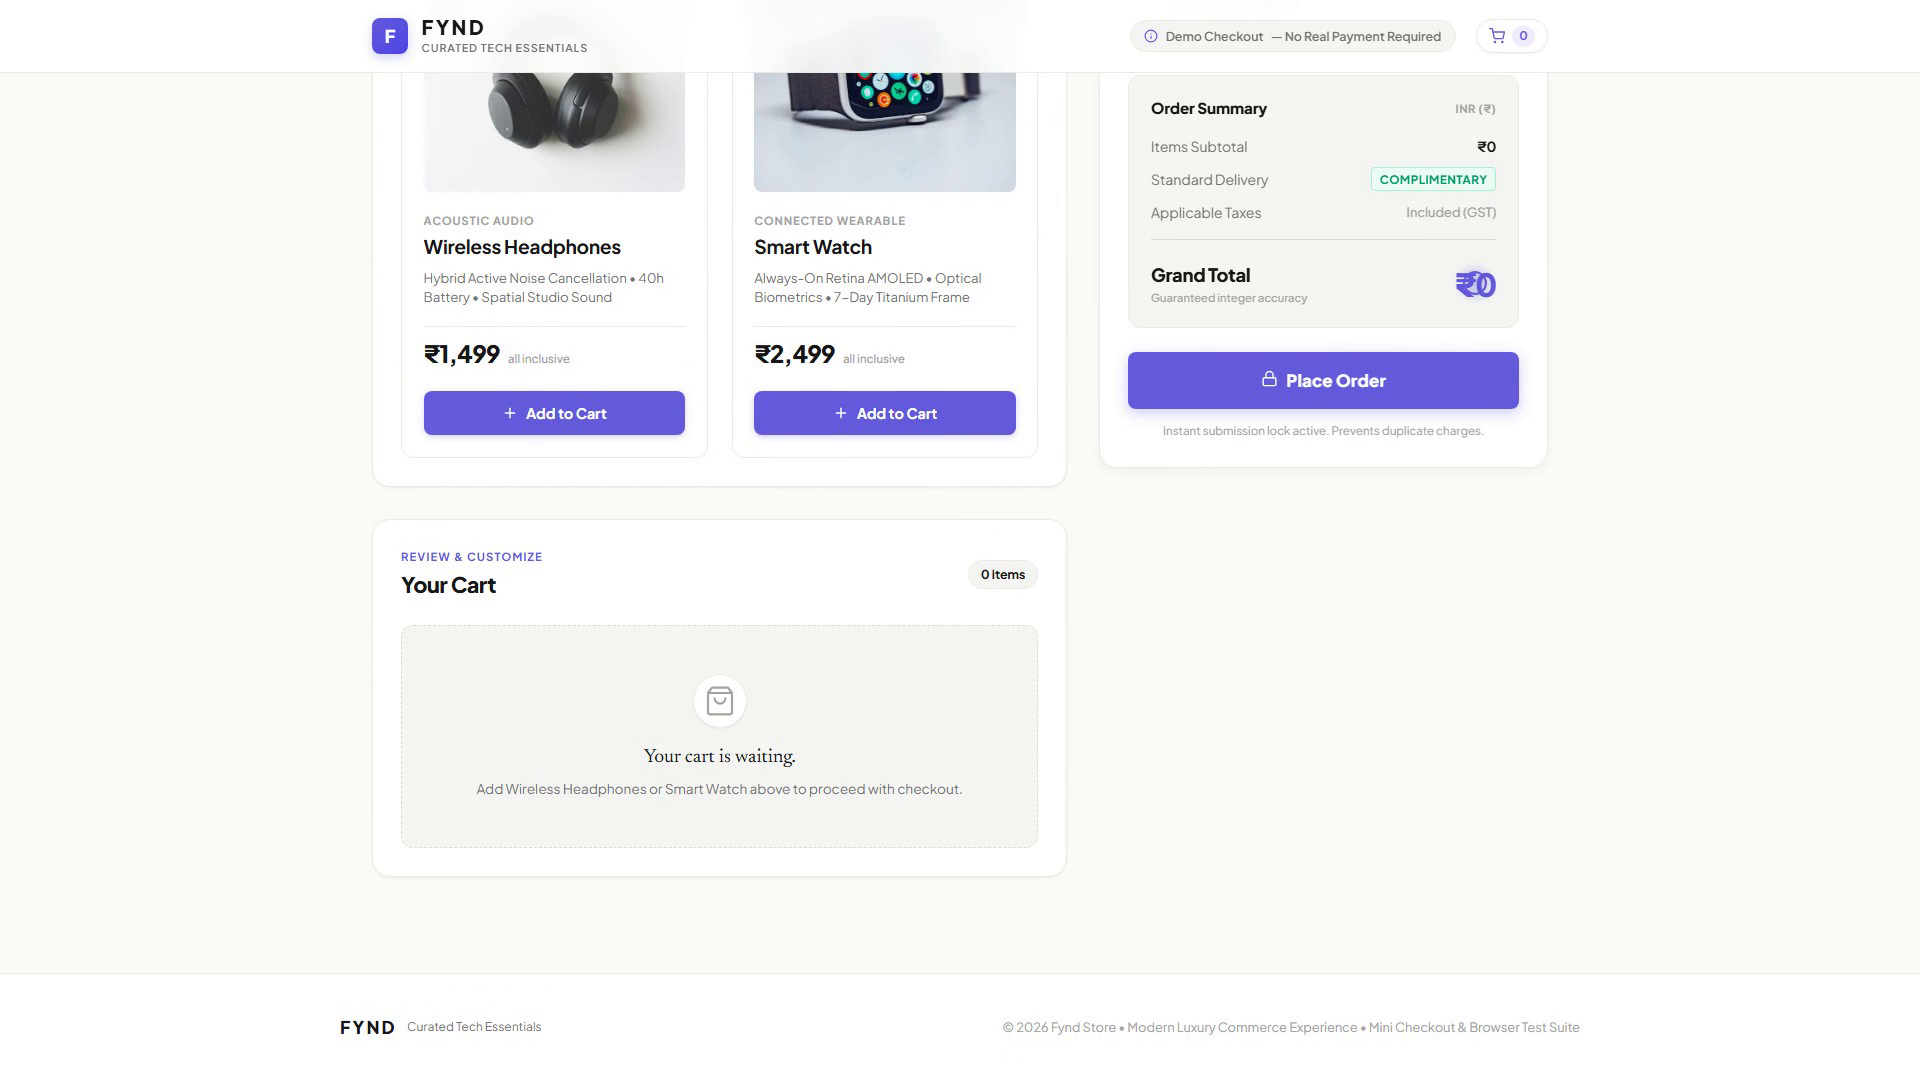 F
FYND
CURATED TECH ESSENTIALS
Demo Checkout — No Real Payment Required
0
ACOUSTIC AUDIO
Wireless Headphones
Hybrid Active Noise Cancellation • 40h
Battery • Spatial Studio Sound
₹1,499 all inclusive
+ Add to Cart
CONNECTED WEARABLE
Smart Watch
Always-On Retina AMOLED • Optical
Biometrics • 7-Day Titanium Frame
₹2,499 all inclusive
+ Add to Cart
Order Summary INR (₹)
Items Subtotal ₹0
Standard Delivery COMPLIMENTARY
Applicable Taxes Included (GST)
Grand Total ₹0
Guaranteed integer accuracy
Place Order
Instant submission lock active. Prevents duplicate charges.
REVIEW & CUSTOMIZE
Your Cart
0 items
Your cart is waiting.
Add Wireless Headphones or Smart Watch above to proceed with checkout.
FYND Curated Tech Essentials
© 2026 Fynd Store • Modern Luxury Commerce Experience • Mini Checkout & Browser Test Suite